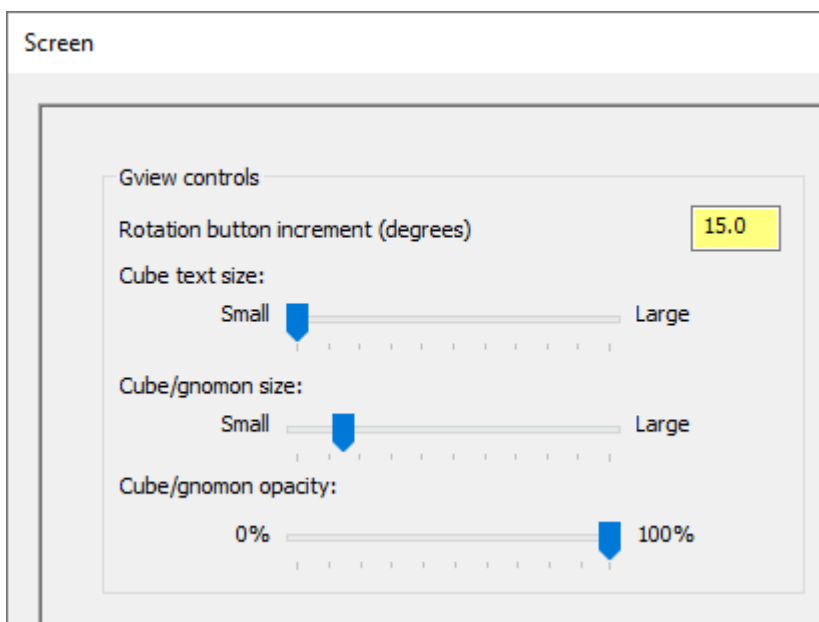 Screen
Gview controls
Rotation button increment (degrees) 15.0
Cube text size:
Small Large
Cube/gnomon size:
Small Large
Cube/gnomon opacity:
0% 100%